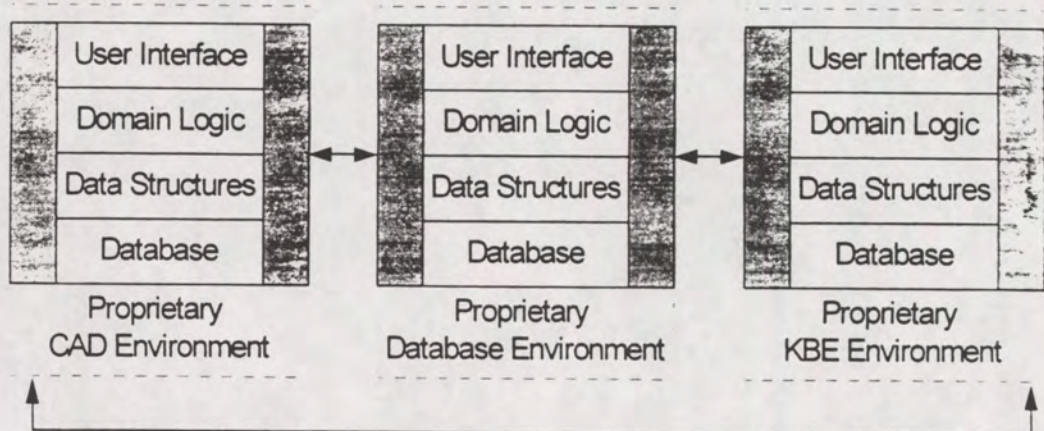 User Interface
Domain Logic
Data Structures
Database
Proprietary
CAD Environment
User Interface
Domain Logic
Data Structures
Database
Proprietary
Database Environment
User Interface
Domain Logic
Data Structures
Database
Proprietary
KBE Environment